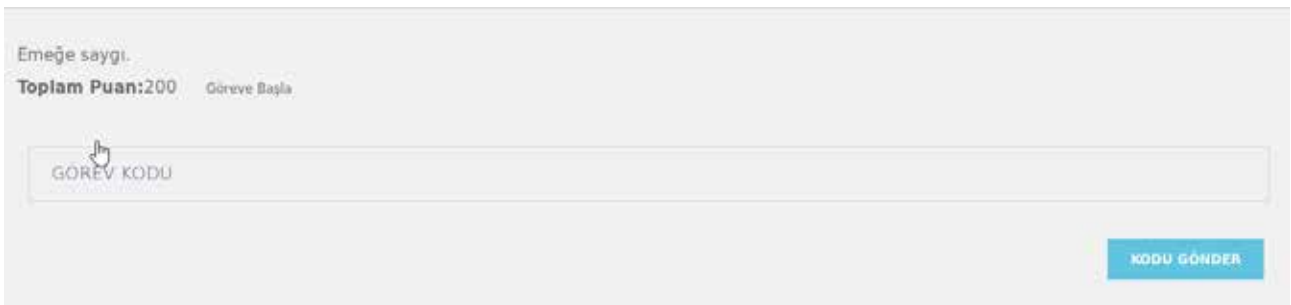 Emeğe saygı.
Toplam Puan:200 Göreve Başla
GÖREV KODU
KODU GÖNDER